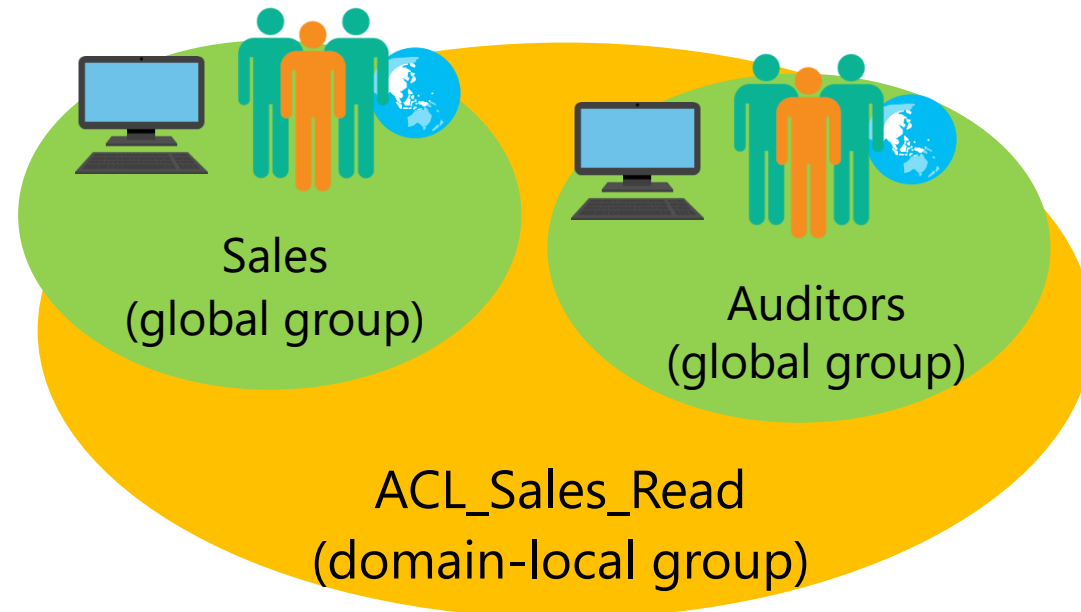 Sales
(global group)
Auditors
(global group)
ACL_Sales_Read
(domain-local group)